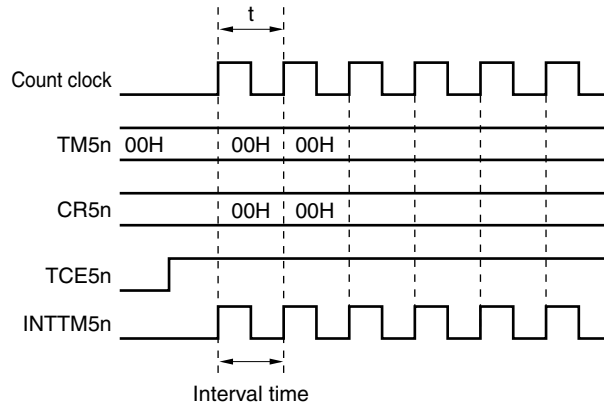 t
Count clock
TM5n 00H 00H 00H
CR5n 00H 00H
TCE5n
INTTM5n
Interval time